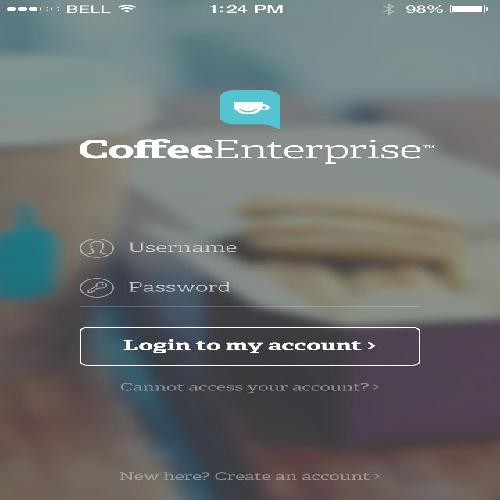 BELL 1:24 PM 98%
CoffeeEnterprise™
Username
Password
Login to my account ›
Cannot access your account? ›
New here? Create an account ›